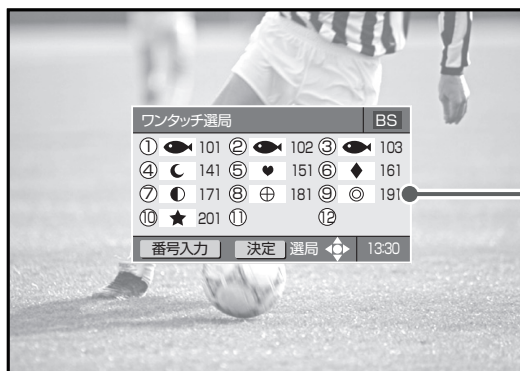 ワンタッチ選局 BS
① 101 ② 102 ③ 103
④ 141 ⑤ 151 ⑥ 161
⑦ 171 ⑧ 181 ⑨ 191
⑩ 201 ⑪ ⑫
番号入力 決定 選局 13:30